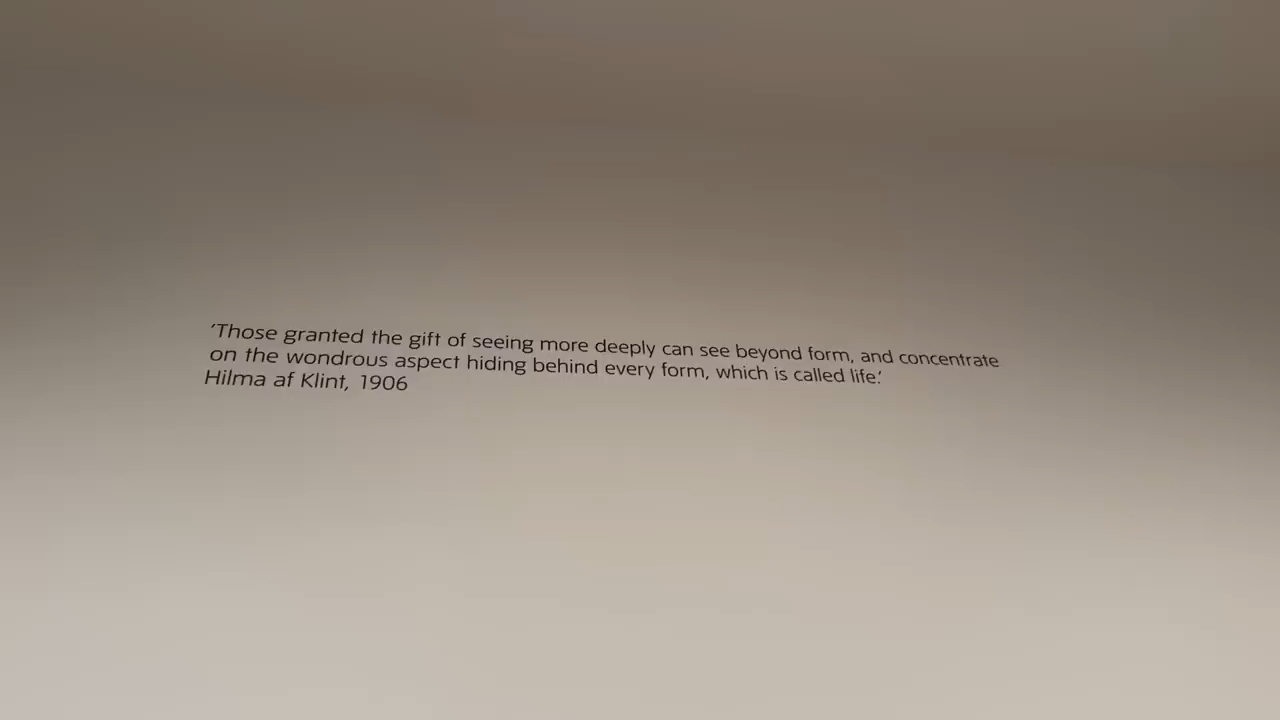 'Those granted the gift of seeing more deeply can see beyond form, and concentrate
on the wondrous aspect hiding behind every form, which is called life.'
Hilma af Klint, 1906